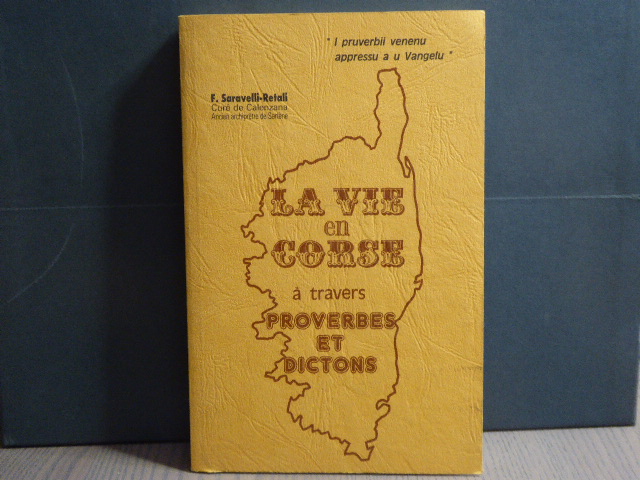 " I pruverbii venenu
appressu a u Vangelu "
F. Saravelli-Retali
Curé de Calenzana
Ancien archiprêtre de Sartène
LA VIE
en
CORSE
à travers
PROVERBES
ET
DICTONS